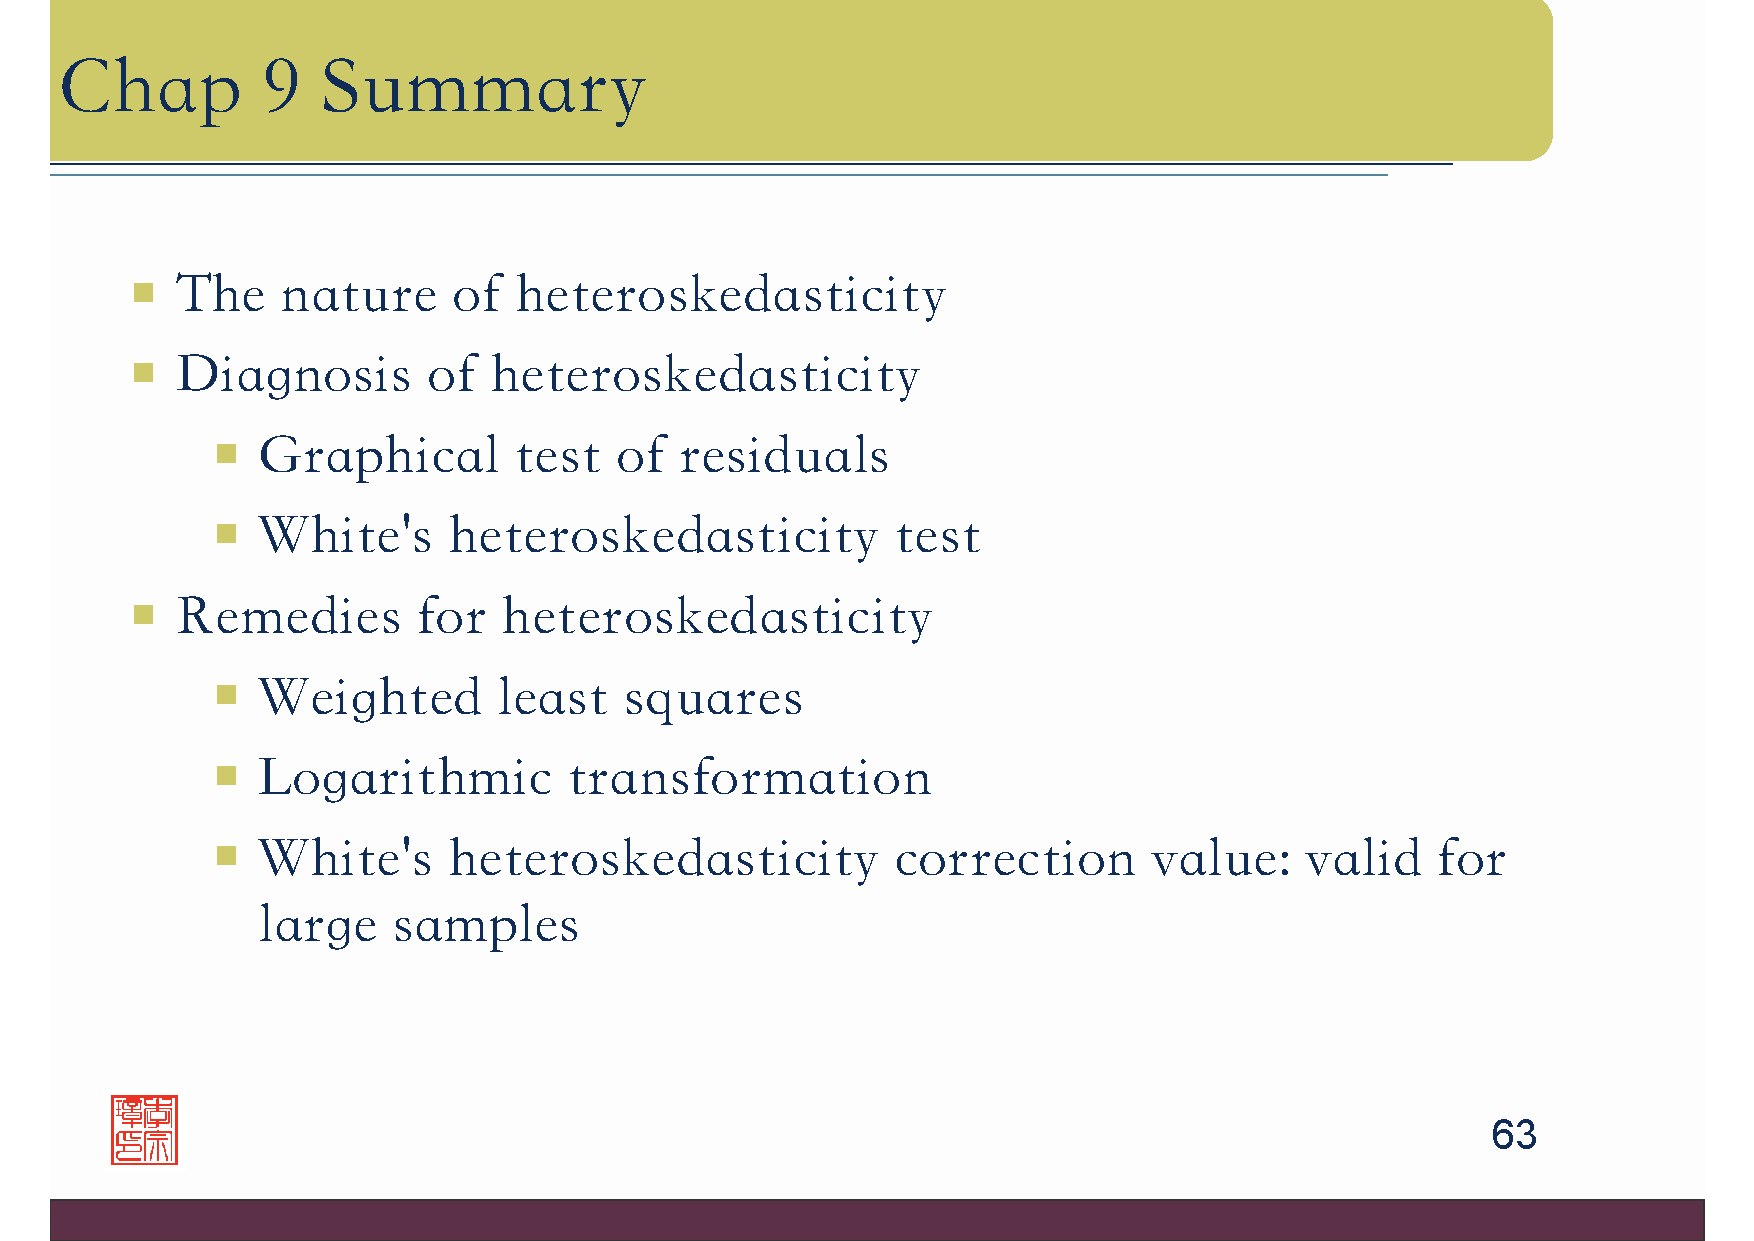 Chap 9 Summary
The nature of heteroskedasticity
Diagnosis of heteroskedasticity
Graphical test of residuals
White's heteroskedasticity test
Remedies for heteroskedasticity
Weighted least squares
Logarithmic transformation
White's heteroskedasticity correction value: valid for
large samples
63